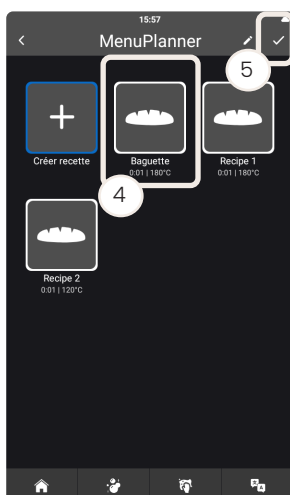 15:57
MenuPlanner
5
Créer recette
Baguette
0:01 | 180°C
Recipe 1
0:01 | 180°C
4
Recipe 2
0:01 | 120°C